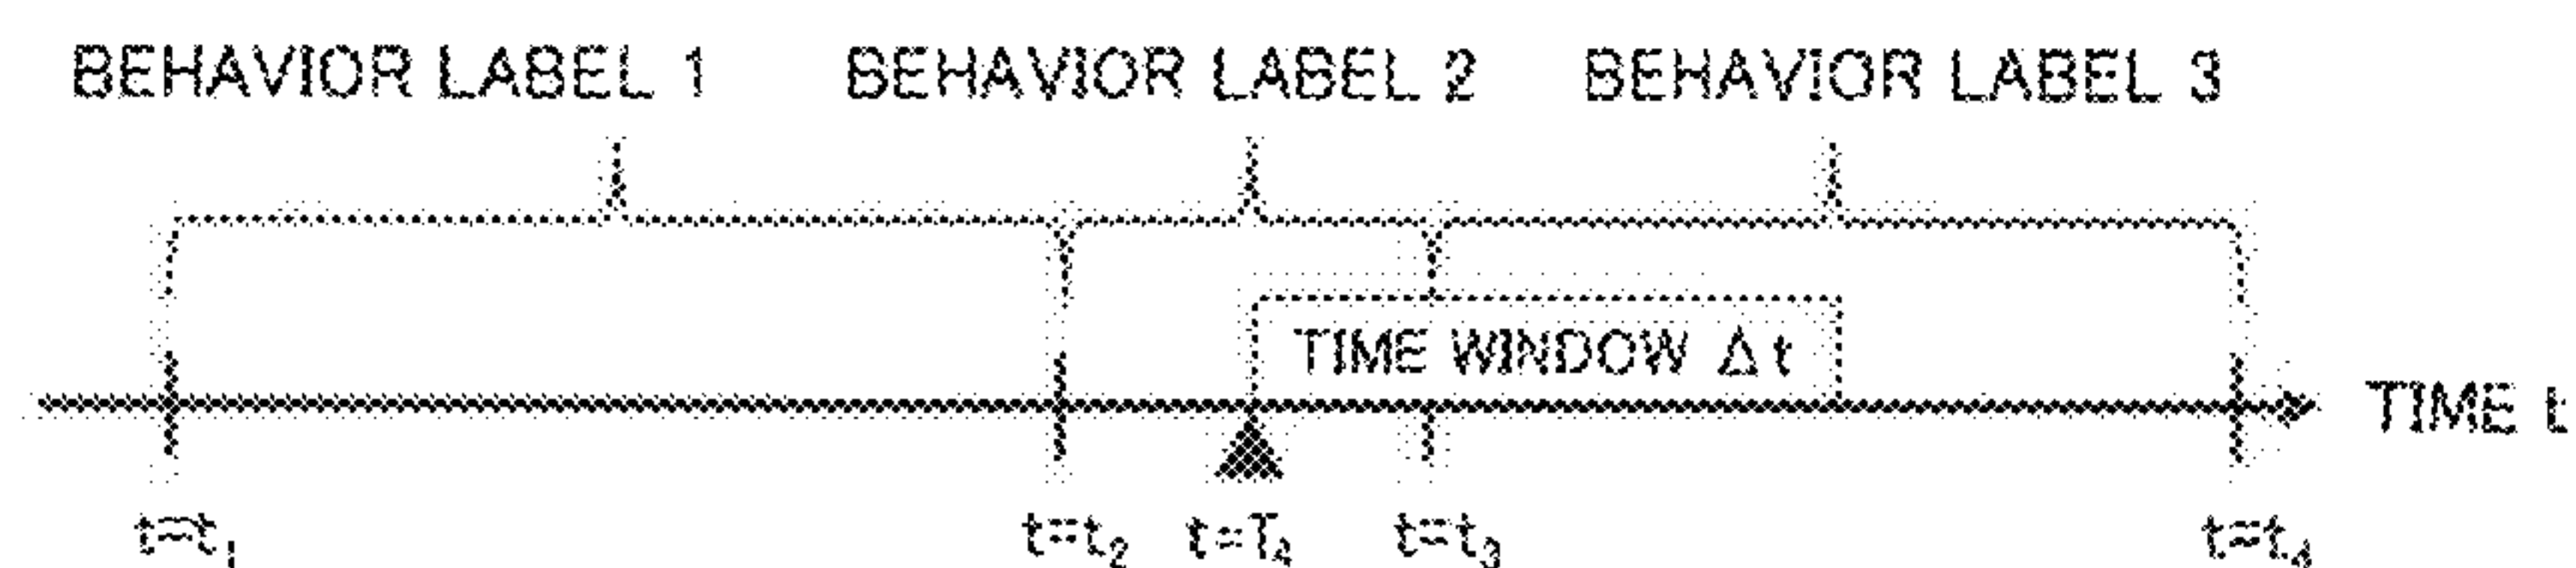 BEHAVIOR LABEL 1 BEHAVIOR LABEL 2 BEHAVIOR LABEL 3
TIME WINDOW Δt
TIME t
t=t₁ t=t₂ t=T₄ t=t₃ t=t₄